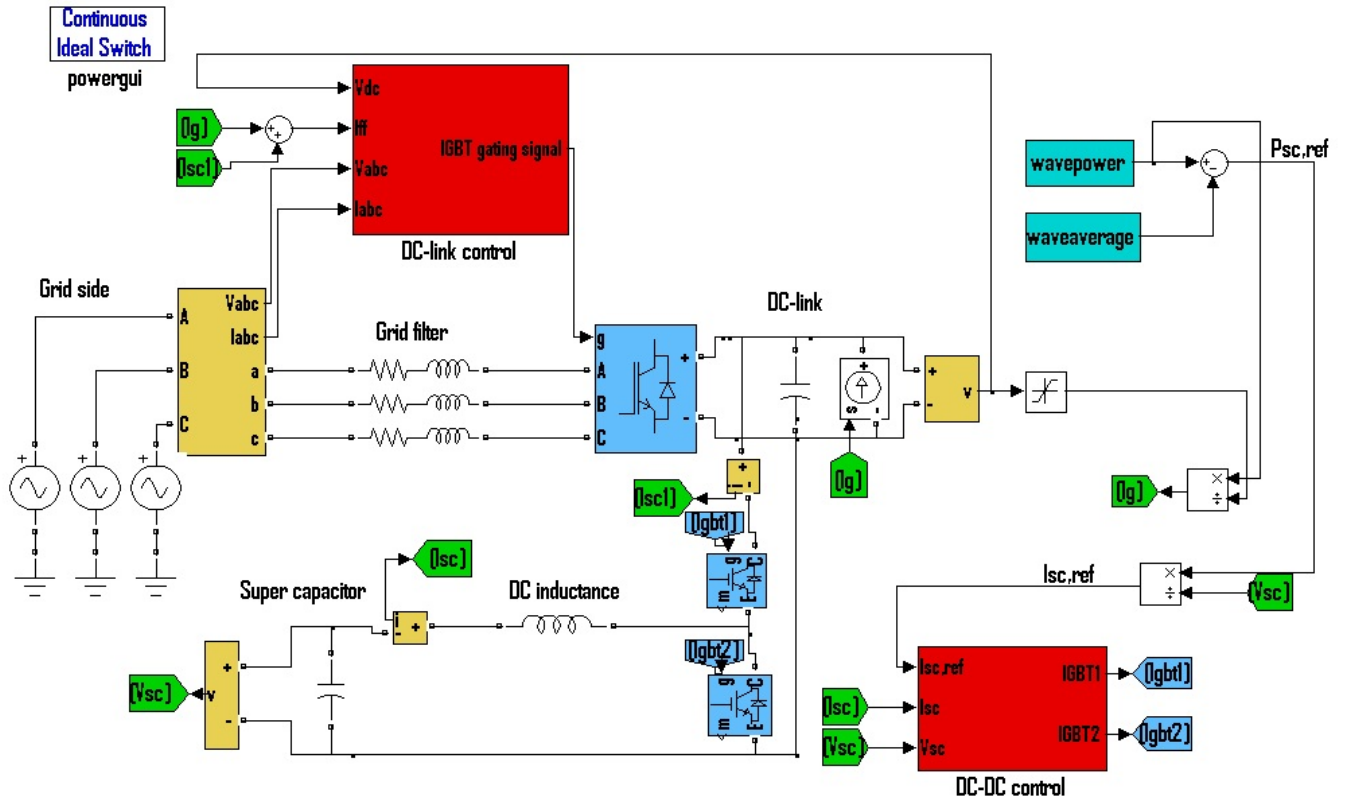 Continuous
Ideal Switch
powergui
Vdc
[Ig]
Iff
[Isc1]
IGBT gating signal
Vabc
Iabc
DC-link control
wavepower
Psc,ref
waveaverage
Grid side
Vabc
A
Iabc
Grid filter
DC-link
B
a
b
C
c
g
A
B
C
+
-
+
-
s
+
-
v
[Ig]
[Ig]
×
÷
+
i
-
[Isc1]
[Igbt1]
g
C
m
E
[Isc]
Super capacitor
DC inductance
i
-
+
Isc,ref
×
÷
[Vsc]
[Igbt2]
g
C
m
E
+
v
-
[Vsc]
Isc,ref
IGBT1
[Igbt1]
[Isc]
Isc
IGBT2
[Igbt2]
[Vsc]
Vsc
DC-DC control